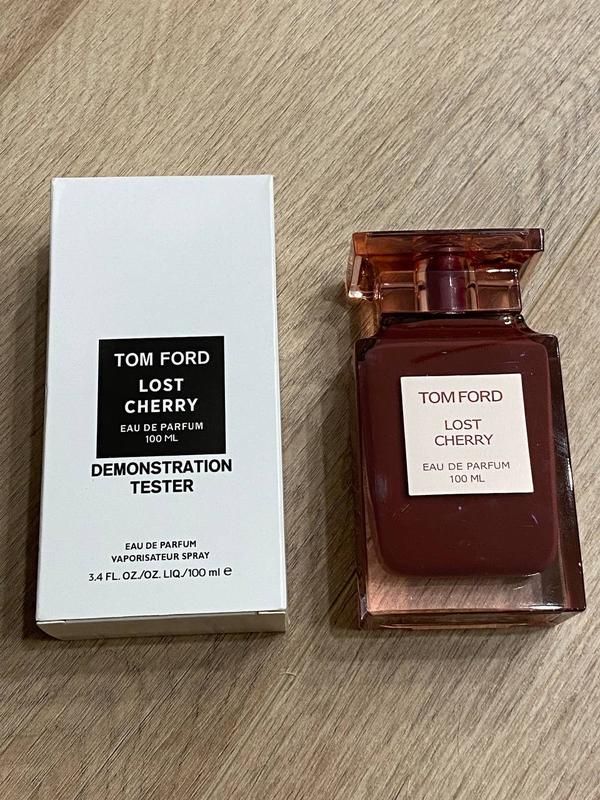 TOM FORD
LOST
CHERRY
EAU DE PARFUM
100 ML
DEMONSTRATION
TESTER
EAU DE PARFUM
VAPORISATEUR SPRAY
3.4 FL. OZ./OZ. LIQ./100 ml ℮
TOM FORD
LOST
CHERRY
EAU DE PARFUM
100 ML